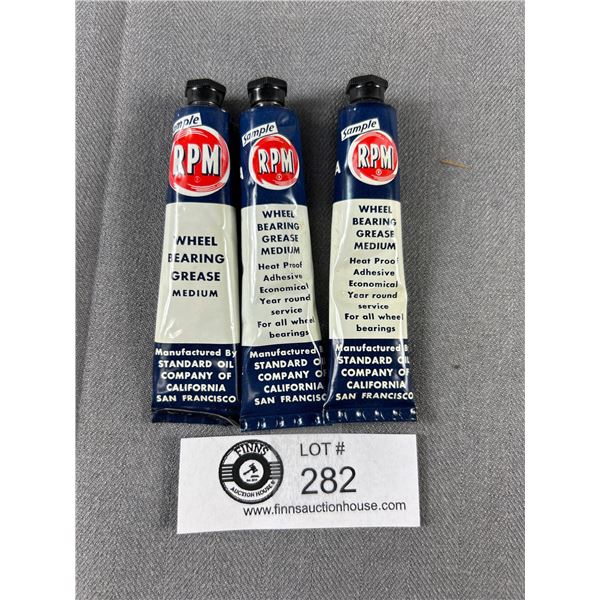 Sample
RPM
WHEEL
BEARING
GREASE
MEDIUM
Manufactured By
STANDARD OIL
COMPANY OF
CALIFORNIA
SAN FRANCISCO
Sample
RPM
WHEEL
BEARING
GREASE
MEDIUM
Heat Proof
Adhesive
Economical
Year round
service
For all wheel
bearings
Manufactured B
STANDARD OIL
COMPANY OF
CALIFORNIA
SAN FRANCISCO
Sample
A
RPM
WHEEL
BEARING
GREASE
MEDIUM
Heat Proof
Adhesive
Economical
Year round
service
For all wheel
bearings
Manufactured By
STANDARD OIL
COMPANY OF
CALIFORNIA
SAN FRANCISCO
FINNS
AUCTION HOUSE
LOT #
282
www.finnsauctionhouse.com